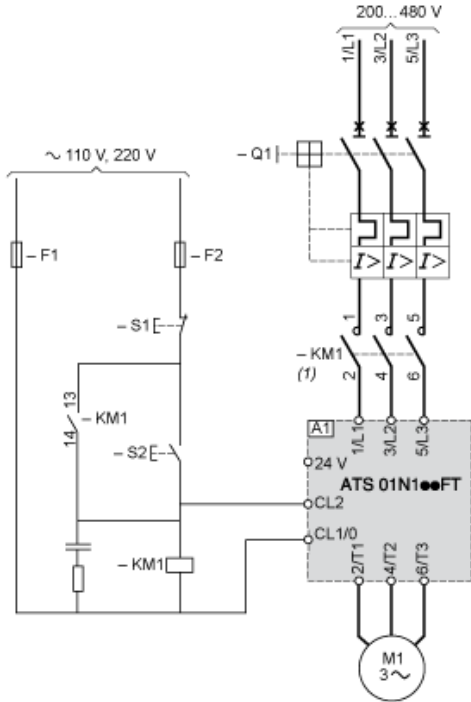 200...480 V
1/L1
3/L2
5/L3
– Q1
I>
I>
I>
∼ 110 V, 220 V
– F1
– F2
– S1
13
14
– KM1
– S2
– KM1
1
3
5
– KM1
(1)
2
4
6
A1
1/L1
3/L2
5/L3
24 V
ATS 01N1●●FT
CL2
CL1/0
2/T1
4/T2
6/T3
M1
3∼